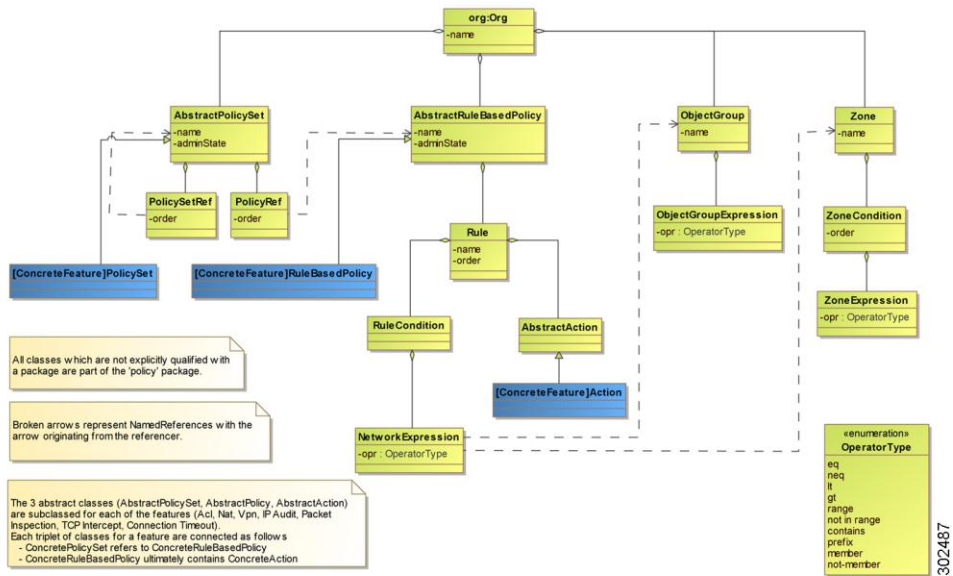 org:Org
-name
AbstractPolicySet
-name
-adminState
AbstractRuleBasedPolicy
-name
-adminState
ObjectGroup
-name
Zone
-name
PolicySetRef
-order
PolicyRef
-order
Rule
-name
-order
ObjectGroupExpression
-opr : OperatorType
ZoneCondition
-order
[ConcreteFeature]PolicySet
[ConcreteFeature]RuleBasedPolicy
ZoneExpression
-opr : OperatorType
RuleCondition
AbstractAction
All classes which are not explicitly qualified with
a package are part of the 'policy' package.
[ConcreteFeature]Action
Broken arrows represent NamedReferences with the
arrow originating from the referencer.
NetworkExpression
-opr : OperatorType
«enumeration»
OperatorType
eq
neq
lt
gt
range
not in range
contains
prefix
member
not-member
The 3 abstract classes (AbstractPolicySet, AbstractPolicy, AbstractAction)
are subclassed for each of the features (Acl, Nat, Vpn, IP Audit, Packet
Inspection, TCP Intercept, Connection Timeout).
Each triplet of classes for a feature are connected as follows
- ConcretePolicySet refers to ConcreteRuleBasedPolicy
- ConcreteRuleBasedPolicy ultimately contains ConcreteAction
302487